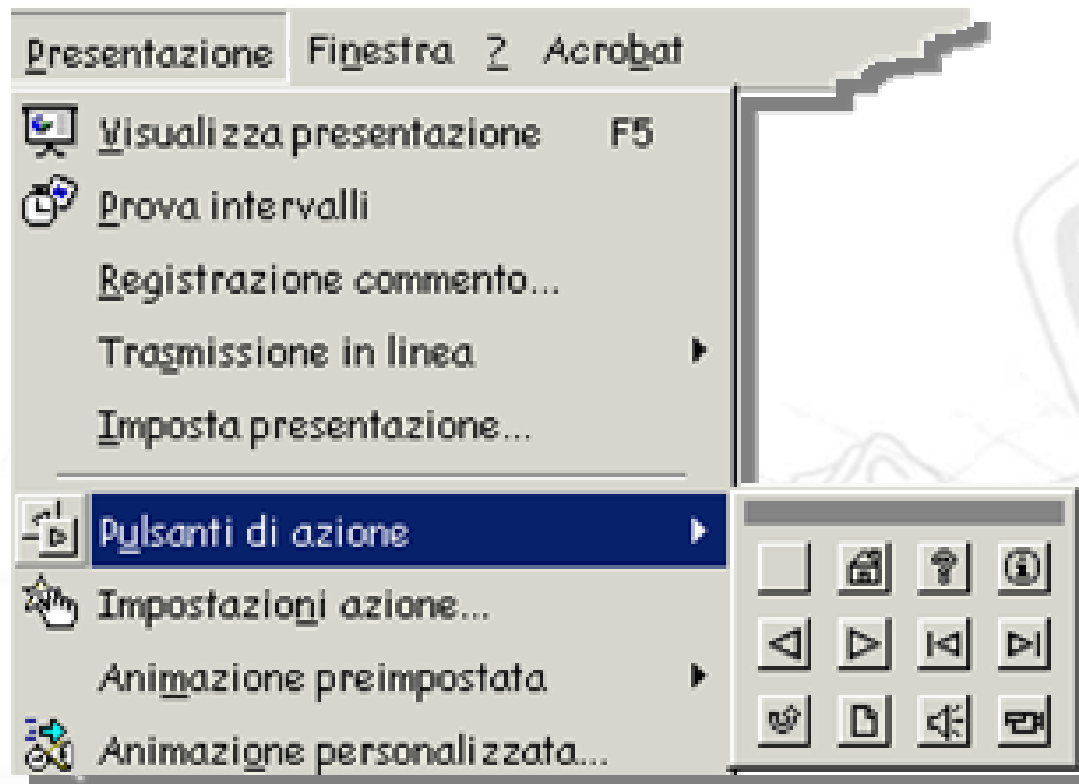 Presentazione Finestra ? Acrobat
Visualizza presentazione F5
Prova intervalli
Registrazione commento...
Trasmissione in linea
Imposta presentazione...
Pulsanti di azione
Impostazioni azione...
Animazione preimpostata
Animazione personalizzata...